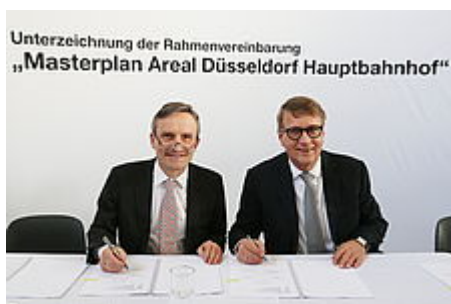 Unterzeichnung der Rahmenvereinbarung
„Masterplan Areal Düsseldorf Hauptbahnhof“